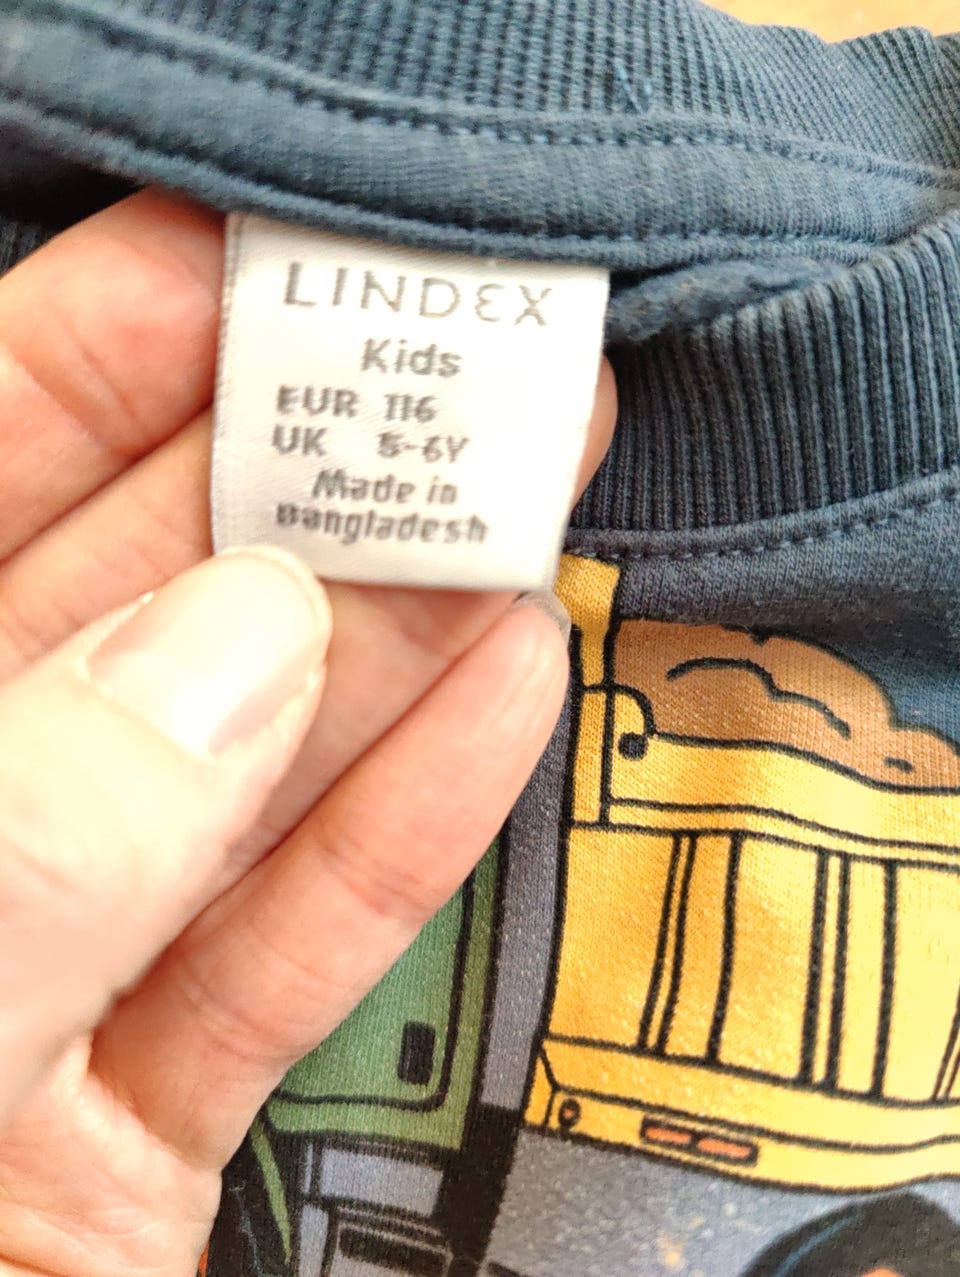 LINDEX
Kids
EUR 116
UK 5-6Y
Made in
Bangladesh